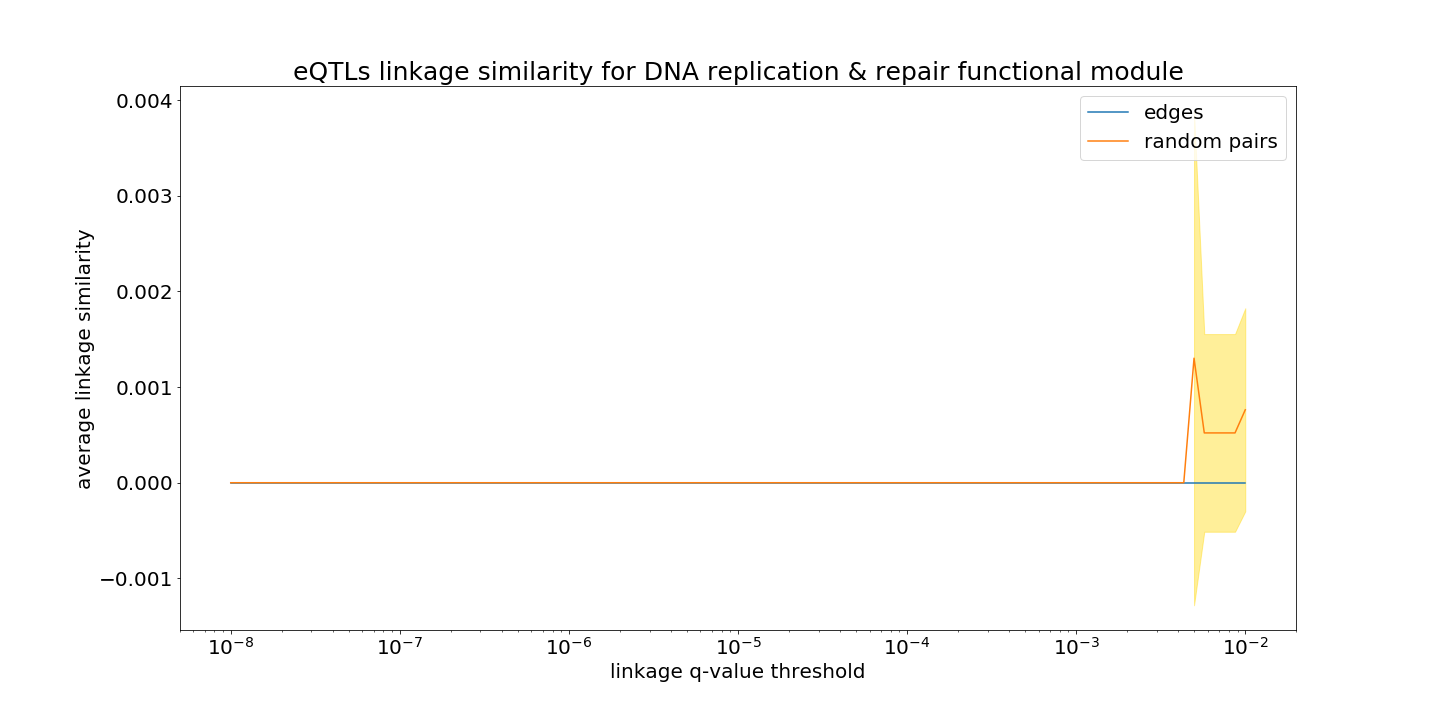 eQTLs linkage similarity for DNA replication & repair functional module
edges
random pairs
average linkage similarity
0.004
0.003
0.002
0.001
0.000
−0.001
10⁻⁸ 10⁻⁷ 10⁻⁶ 10⁻⁵ 10⁻⁴ 10⁻³ 10⁻²
linkage q-value threshold